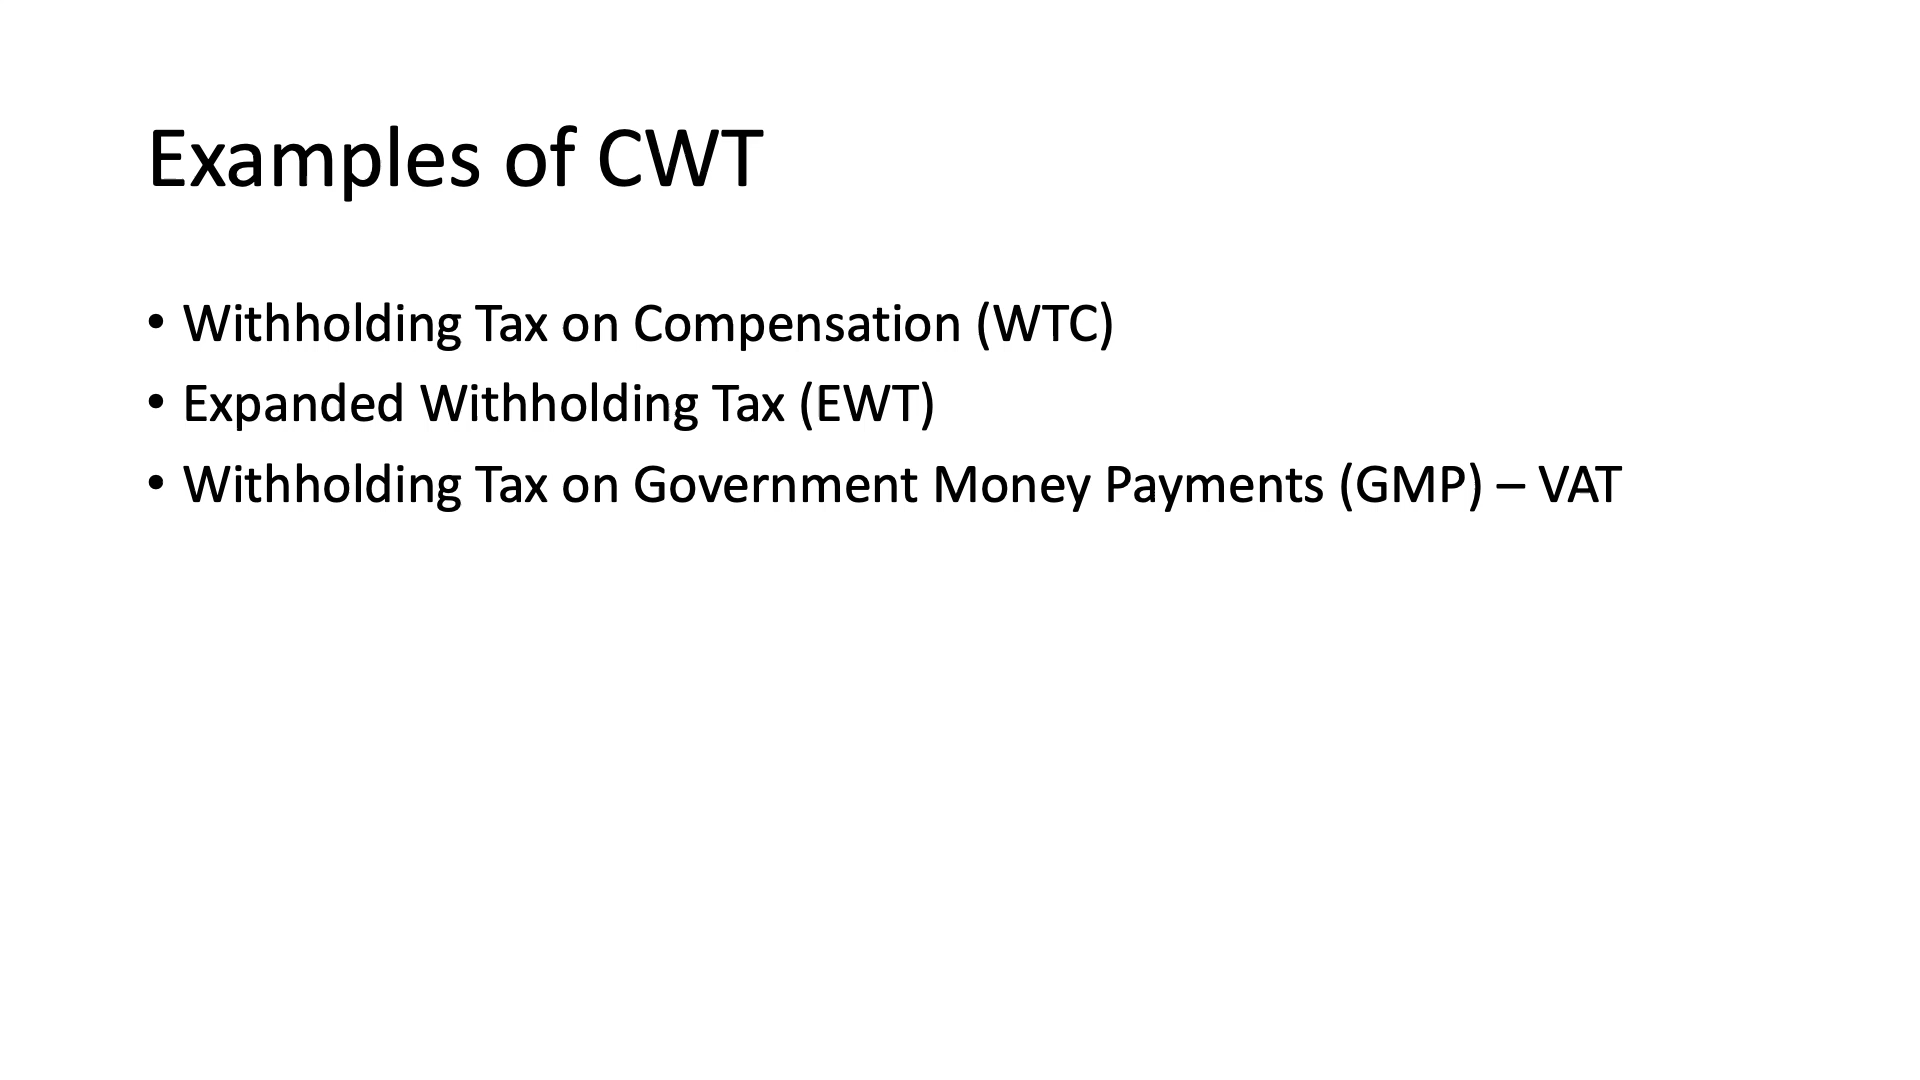 Examples of CWT
• Withholding Tax on Compensation (WTC)
• Expanded Withholding Tax (EWT)
• Withholding Tax on Government Money Payments (GMP) – VAT